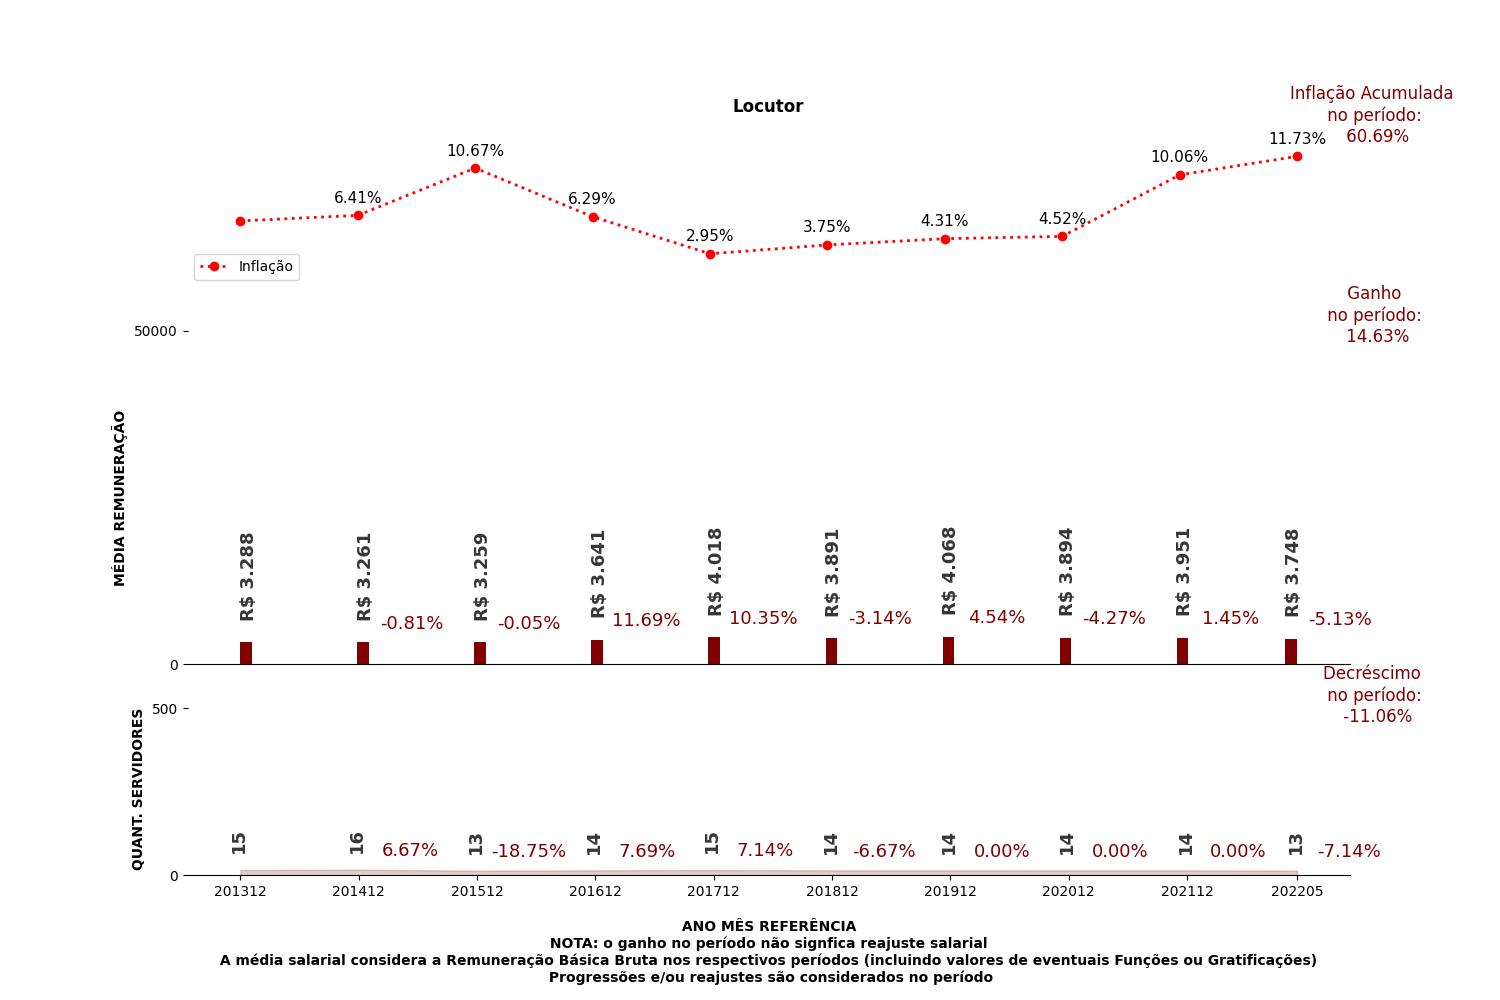 Locutor
Inflação Acumulada
no período:
60.69%
6.41%
10.67%
6.29%
2.95%
3.75%
4.31%
4.52%
10.06%
11.73%
Inflação
Ganho
no período:
14.63%
50000
0
MÉDIA REMUNERAÇÃO
R$ 3.288
R$ 3.261
R$ 3.259
R$ 3.641
R$ 4.018
R$ 3.891
R$ 4.068
R$ 3.894
R$ 3.951
R$ 3.748
-0.81%
-0.05%
11.69%
10.35%
-3.14%
4.54%
-4.27%
1.45%
-5.13%
Decréscimo
no período:
-11.06%
500
0
QUANT. SERVIDORES
15
16
13
14
15
14
14
14
14
13
6.67%
-18.75%
7.69%
7.14%
-6.67%
0.00%
0.00%
0.00%
-7.14%
201312
201412
201512
201612
201712
201812
201912
202012
202112
202205
ANO MÊS REFERÊNCIA
NOTA: o ganho no período não signfica reajuste salarial
A média salarial considera a Remuneração Básica Bruta nos respectivos períodos (incluindo valores de eventuais Funções ou Gratificações)
Progressões e/ou reajustes são considerados no período